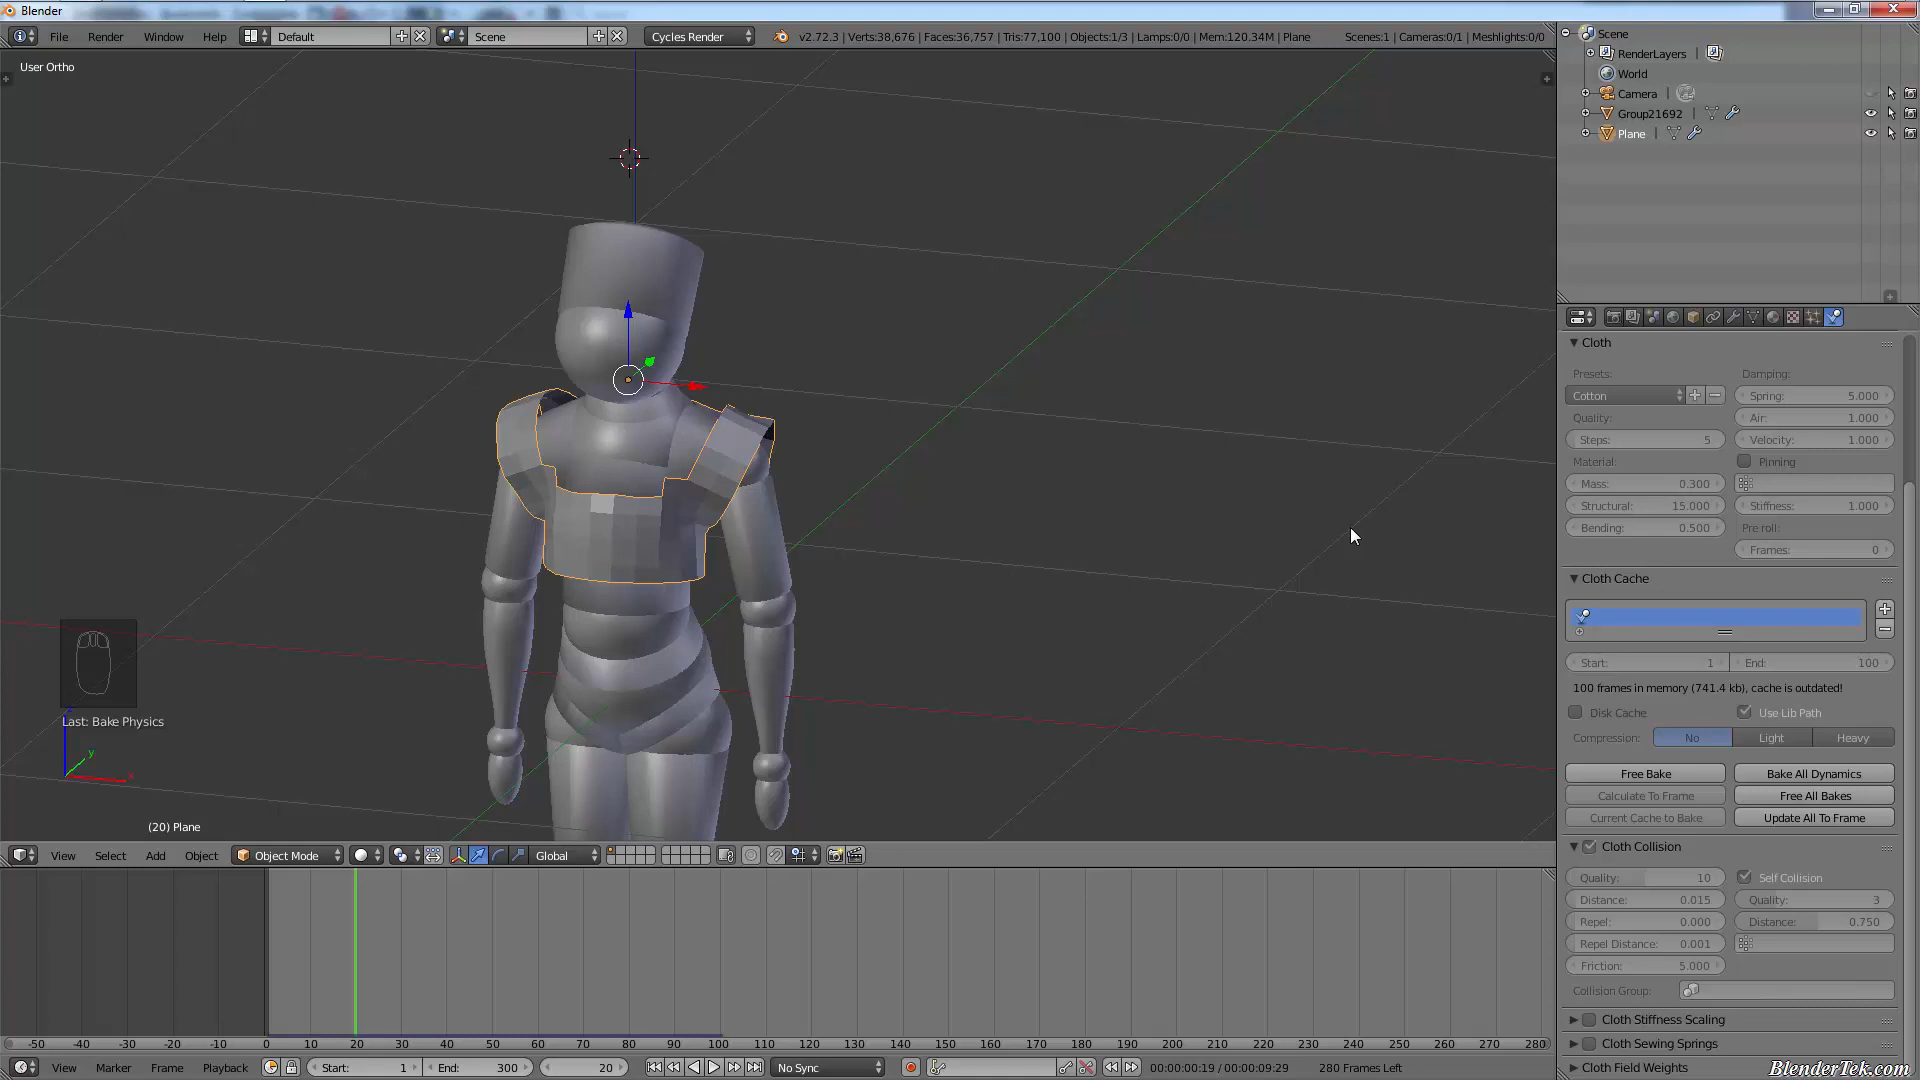 Blender
File Render Window Help Default Scene Cycles Render v2.72.3 | Verts:38,676 | Faces:36,757 | Tris:77,100 | Objects:1/3 | Lamps:0/0 | Mem:120.34M | Plane Scenes:1 | Cameras:0/1 | Meshlights:0/0
User Ortho
Scene
RenderLayers
World
Camera
Group21692
Plane
Cloth
Presets: Damping:
Cotton Spring: 5.000
Quality: Air: 1.000
Steps: 5 Velocity: 1.000
Material: Pinning
Mass: 0.300
Structural: 15.000 Stiffness: 1.000
Bending: 0.500 Pre roll:
Frames: 0
Cloth Cache
Start: 1 End: 100
100 frames in memory (741.4 kb), cache is outdated!
Disk Cache Use Lib Path
Compression: No Light Heavy
Free Bake Bake All Dynamics
Calculate To Frame Free All Bakes
Current Cache to Bake Update All To Frame
Cloth Collision
Quality: 10 Self Collision
Distance: 0.015 Quality: 3
Repel: 0.000 Distance: 0.750
Repel Distance: 0.001
Friction: 5.000
Collision Group:
Cloth Stiffness Scaling
Cloth Sewing Springs
Cloth Field Weights
Last: Bake Physics
z
y
x
(20) Plane
View Select Add Object Object Mode Global
-50 -40 -30 -20 -10 0 10 20 30 40 50 60 70 80 90 100 110 120 130 140 150 160 170 180 190 200 210 220 230 240 250 260 270 280
View Marker Frame Playback Start: 1 End: 300 20 No Sync 00:00:00:19 / 00:00:09:29 280 Frames Left
BlenderTek.com